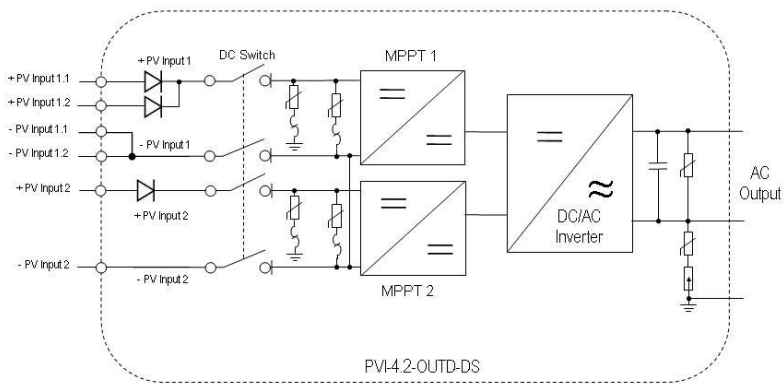 + PV Input 1
DC Switch
MPPT 1
+ PV Input 1.1
+ PV Input 1.2
- PV Input 1.1
- PV Input 1.2
- PV Input 1
+ PV Input 2
+ PV Input 2
- PV Input 2
- PV Input 2
MPPT 2
DC/AC
Inverter
AC
Output
PVI-4.2-OUTD-DS